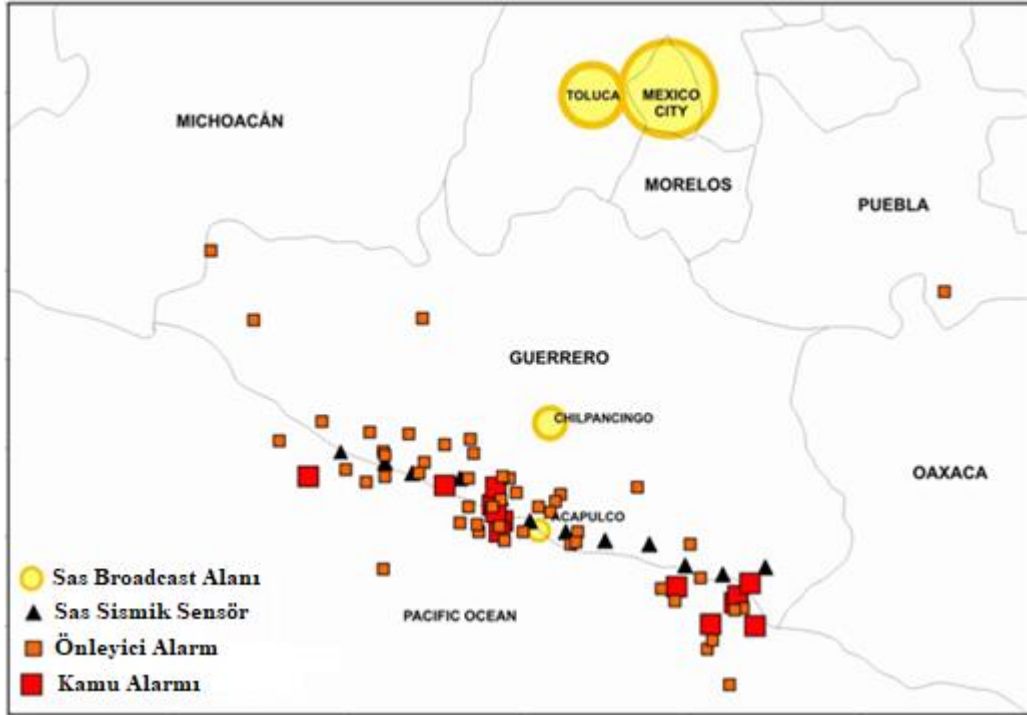 TOLUCA
MEXICO
CITY
MICHOACÁN
MORELOS
PUEBLA
GUERRERO
CHILPANCINGO
OAXACA
ACAPULCO
Sas Broadcast Alanı
Sas Sismik Sensör
PACIFIC OCEAN
Önleyici Alarm
Kamu Alarmı